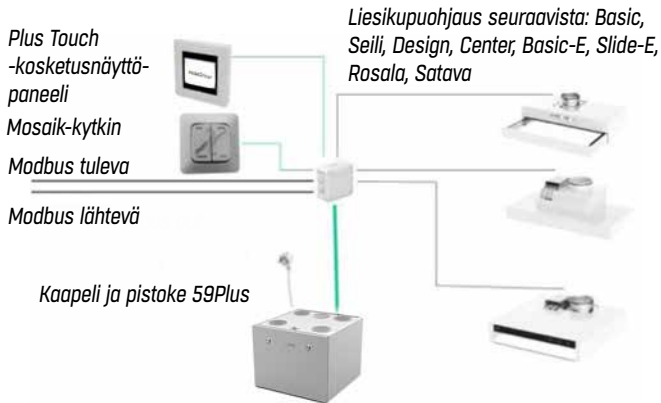 Plus Touch
-kosketusnäyttö-
paneeli
Mosaik-kytkin
Modbus tuleva
Modbus lähtevä
Kaapeli ja pistoke 59Plus
Liesikupuohjaus seuraavista: Basic,
Seili, Design, Center, Basic-E, Slide-E,
Rosala, Satava